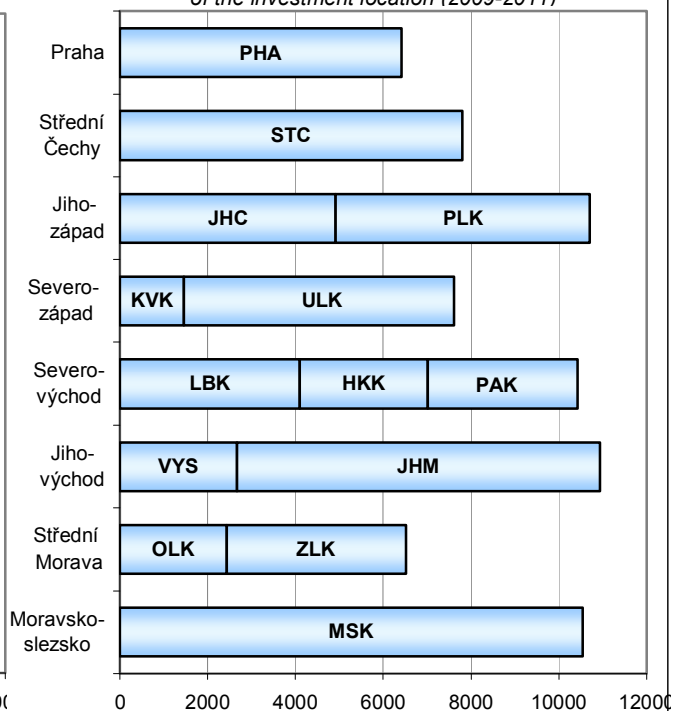 of the investment location (2009-2011)
Praha
PHA
Střední
Čechy
STC
Jiho-
západ
JHC PLK
Severo-
západ
KVK ULK
Severo-
východ
LBK HKK PAK
Jiho-
východ
VYS JHM
Střední
Morava
OLK ZLK
Moravsko-
slezsko
MSK
0 2000 4000 6000 8000 10000 12000